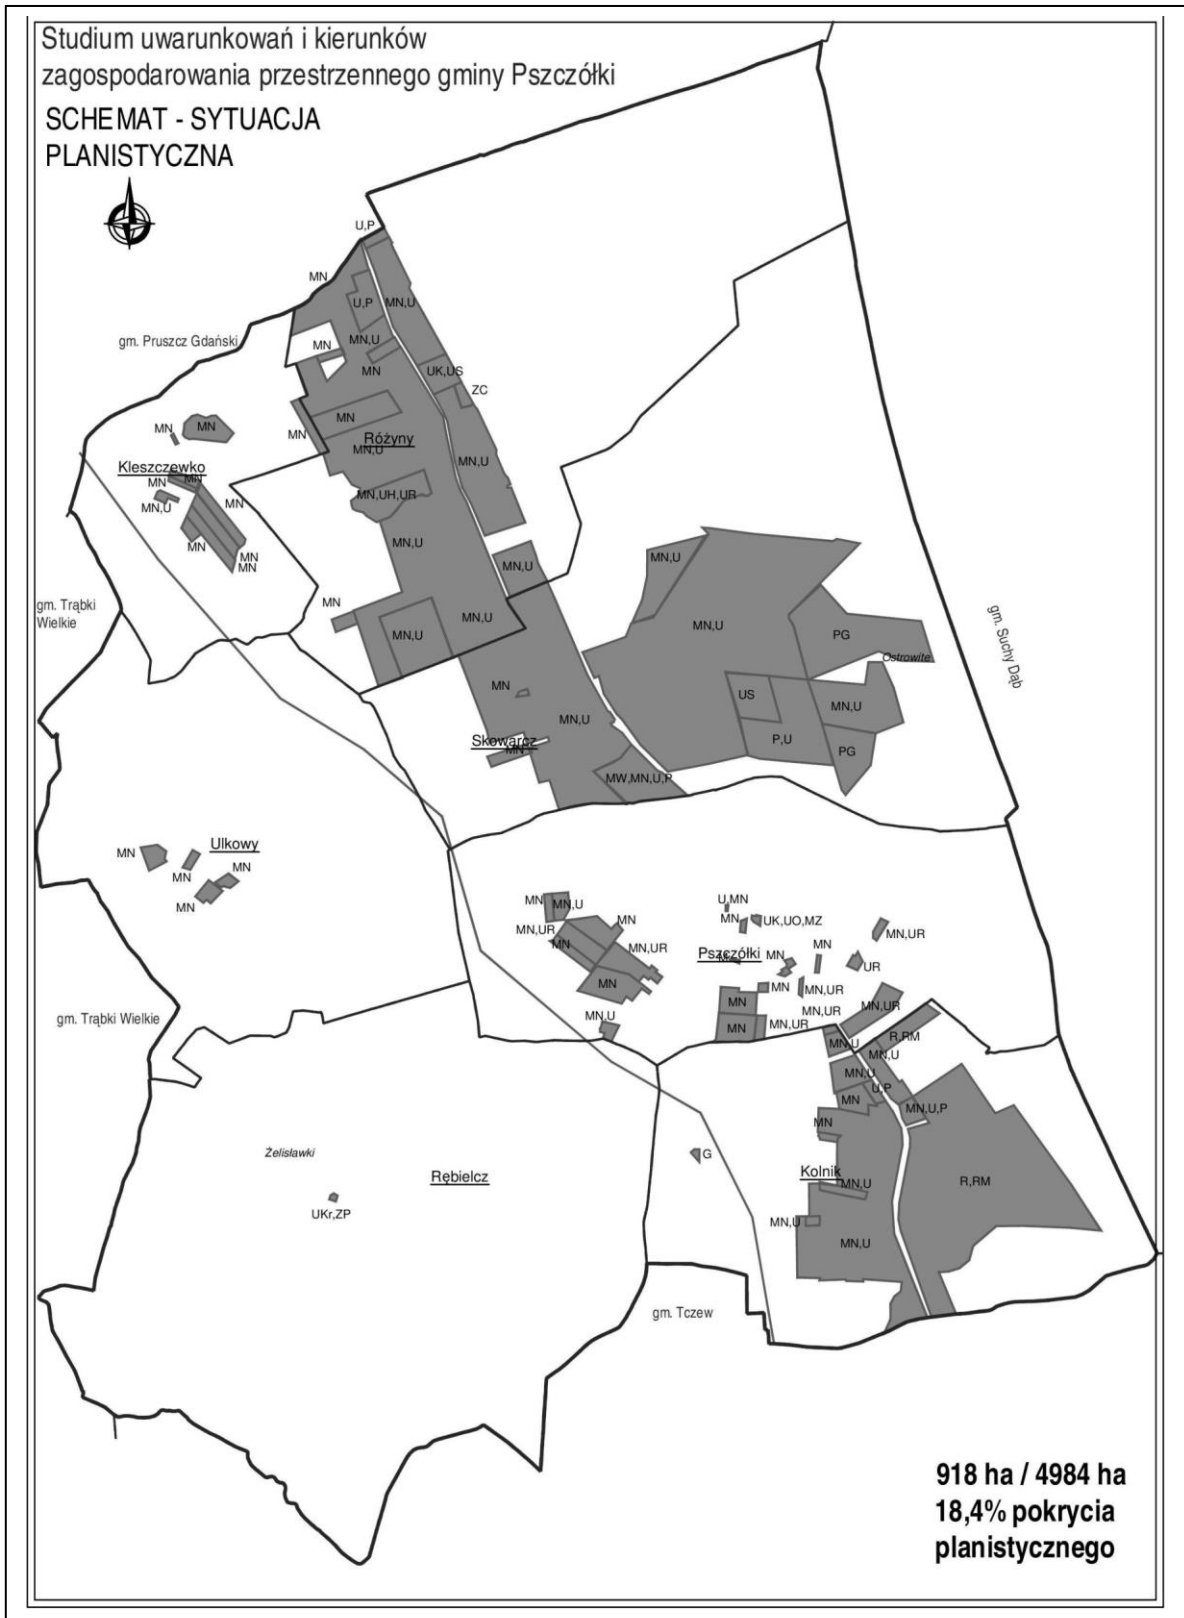 Studium uwarunkowań i kierunków
zagospodarowania przestrzennego gminy Pszczółki
SCHEMAT - SYTUACJA
PLANISTYCZNA
U,P
MN
U,P
MN,U
gm. Pruszcz Gdański
MN
MN,U
MN
UK,US
ZC
MN
MN
MN
MN
Różyny
MN,U
MN,U
Kleszczewko
MN
MN
MN,U
MN
MN,UH,UR
MN
MN
MN
MN,U
MN,U
MN,U
gm. Trąbki
Wielkie
MN
MN,U
MN,U
MN,U
PG
gm. Suchy Dąb
Ostrowite
MN
US
MN,U
MN,U
Skowarcz
MN
P,U
PG
MW,MN,U,P
Ulkowy
MN
MN
MN
MN
MN
MN,U
U,MN
MN
MN
UK,UO,MZ
MN,UR
MN,UR
MN
MN,UR
MN
Pszczółki
MN
UR
MN
MN
MN,UR
MN
MN,UR
MN,UR
MN,U
MN
MN,UR
gm. Trąbki Wielkie
R,RM
MN,U
MN,U
MN,U
U,P
MN
MN,U,P
MN
Żelisławki
G
Rębielcz
Kolnik
MN,U
R,RM
UKr,ZP
MN,U
MN,U
gm. Tczew
918 ha / 4984 ha
18,4% pokrycia
planistycznego